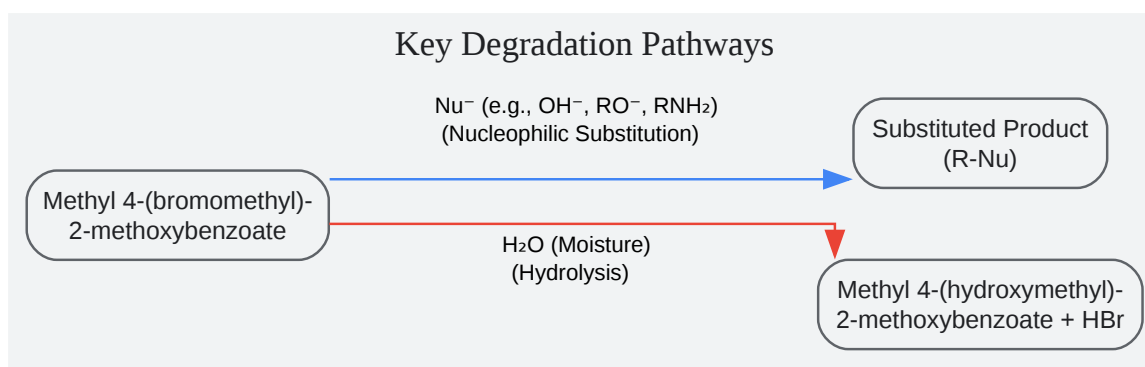 Key Degradation Pathways
Nu⁻ (e.g., OH⁻, RO⁻, RNH₂)
(Nucleophilic Substitution)
Substituted Product
(R-Nu)
Methyl 4-(bromomethyl)-
2-methoxybenzoate
H₂O (Moisture)
(Hydrolysis)
Methyl 4-(hydroxymethyl)-
2-methoxybenzoate + HBr